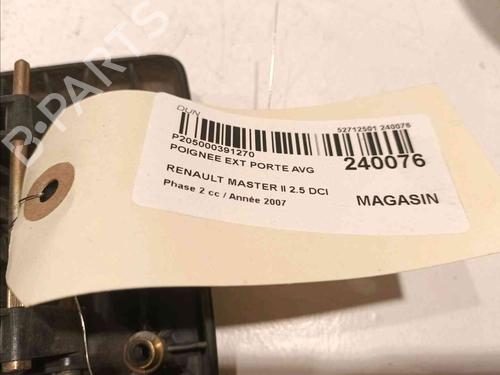 B-PARTS
DUN
52712501 240076
P205000391270
POIGNEE EXT PORTE AVG
240076
RENAULT MASTER II 2.5 DCI
Phase 2 cc / Année 2007
MAGASIN